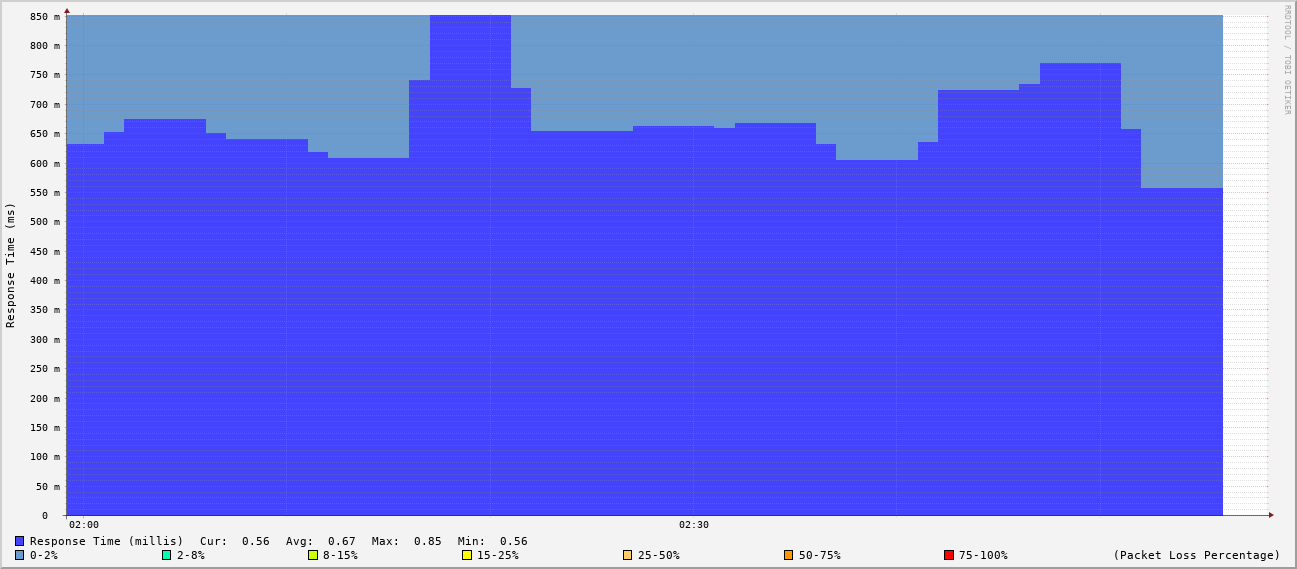 RRDTOOL / TOBI OETIKER
Response Time (ms)
850 m
800 m
750 m
700 m
650 m
600 m
550 m
500 m
450 m
400 m
350 m
300 m
250 m
200 m
150 m
100 m
50 m
0
02:00 02:30
Response Time (millis) Cur: 0.56 Avg: 0.67 Max: 0.85 Min: 0.56
0-2% 2-8% 8-15% 15-25% 25-50% 50-75% 75-100% (Packet Loss Percentage)